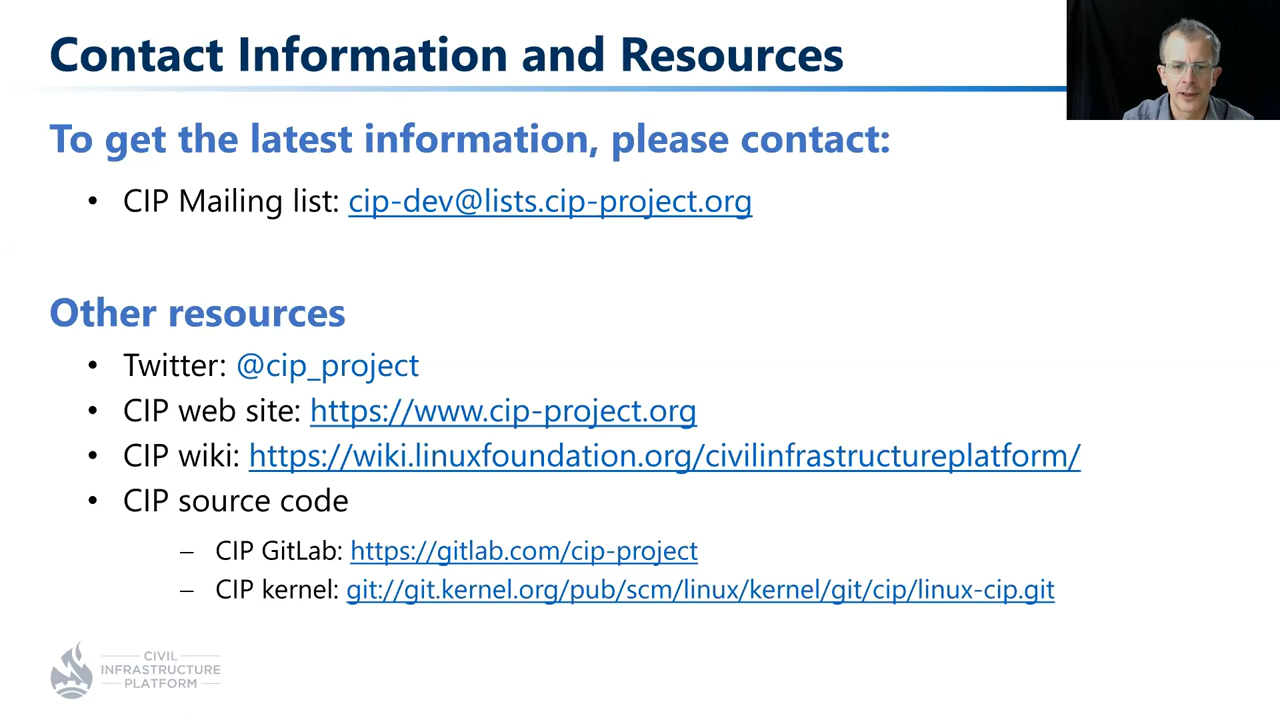 Contact Information and Resources
To get the latest information, please contact:
• CIP Mailing list: cip-dev@lists.cip-project.org
Other resources
• Twitter: @cip_project
• CIP web site: https://www.cip-project.org
• CIP wiki: https://wiki.linuxfoundation.org/civilinfrastructureplatform/
• CIP source code
– CIP GitLab: https://gitlab.com/cip-project
– CIP kernel: git://git.kernel.org/pub/scm/linux/kernel/git/cip/linux-cip.git
CIVIL
INFRASTRUCTURE
PLATFORM